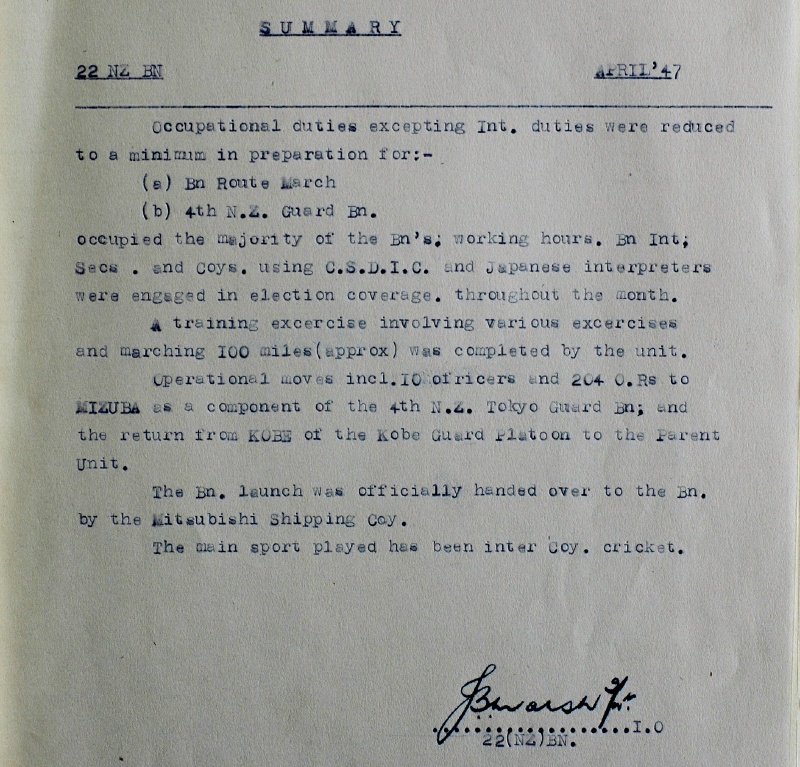 S U M M A R Y
22 NZ BN APRIL'47
Occupational duties excepting Int. duties were reduced
to a minimum in preparation for:-
(a) Bn Route March
(b) 4th N.Z. Guard Bn.
occupied the majority of the Bn's; working hours. Bn Int;
Secs . and Coys. using C.S.D.I.C. and Japanese interpreters
were engaged in election coverage. throughout the month.
A training excercise involving various excercises
and marching 100 miles(approx) was completed by the unit.
Operational moves incl.10 officers and 204 O.Rs to
MIZUBA as a component of the 4th N.Z. Tokyo Guard Bn; and
the return from KOBE of the Kobe Guard Platoon to the Parent
Unit.
The Bn. launch was officially handed over to the Bn.
by the Mitsubishi Shipping Coy.
The main sport played has been inter Coy. cricket.
....................I.O
22(NZ)BN.